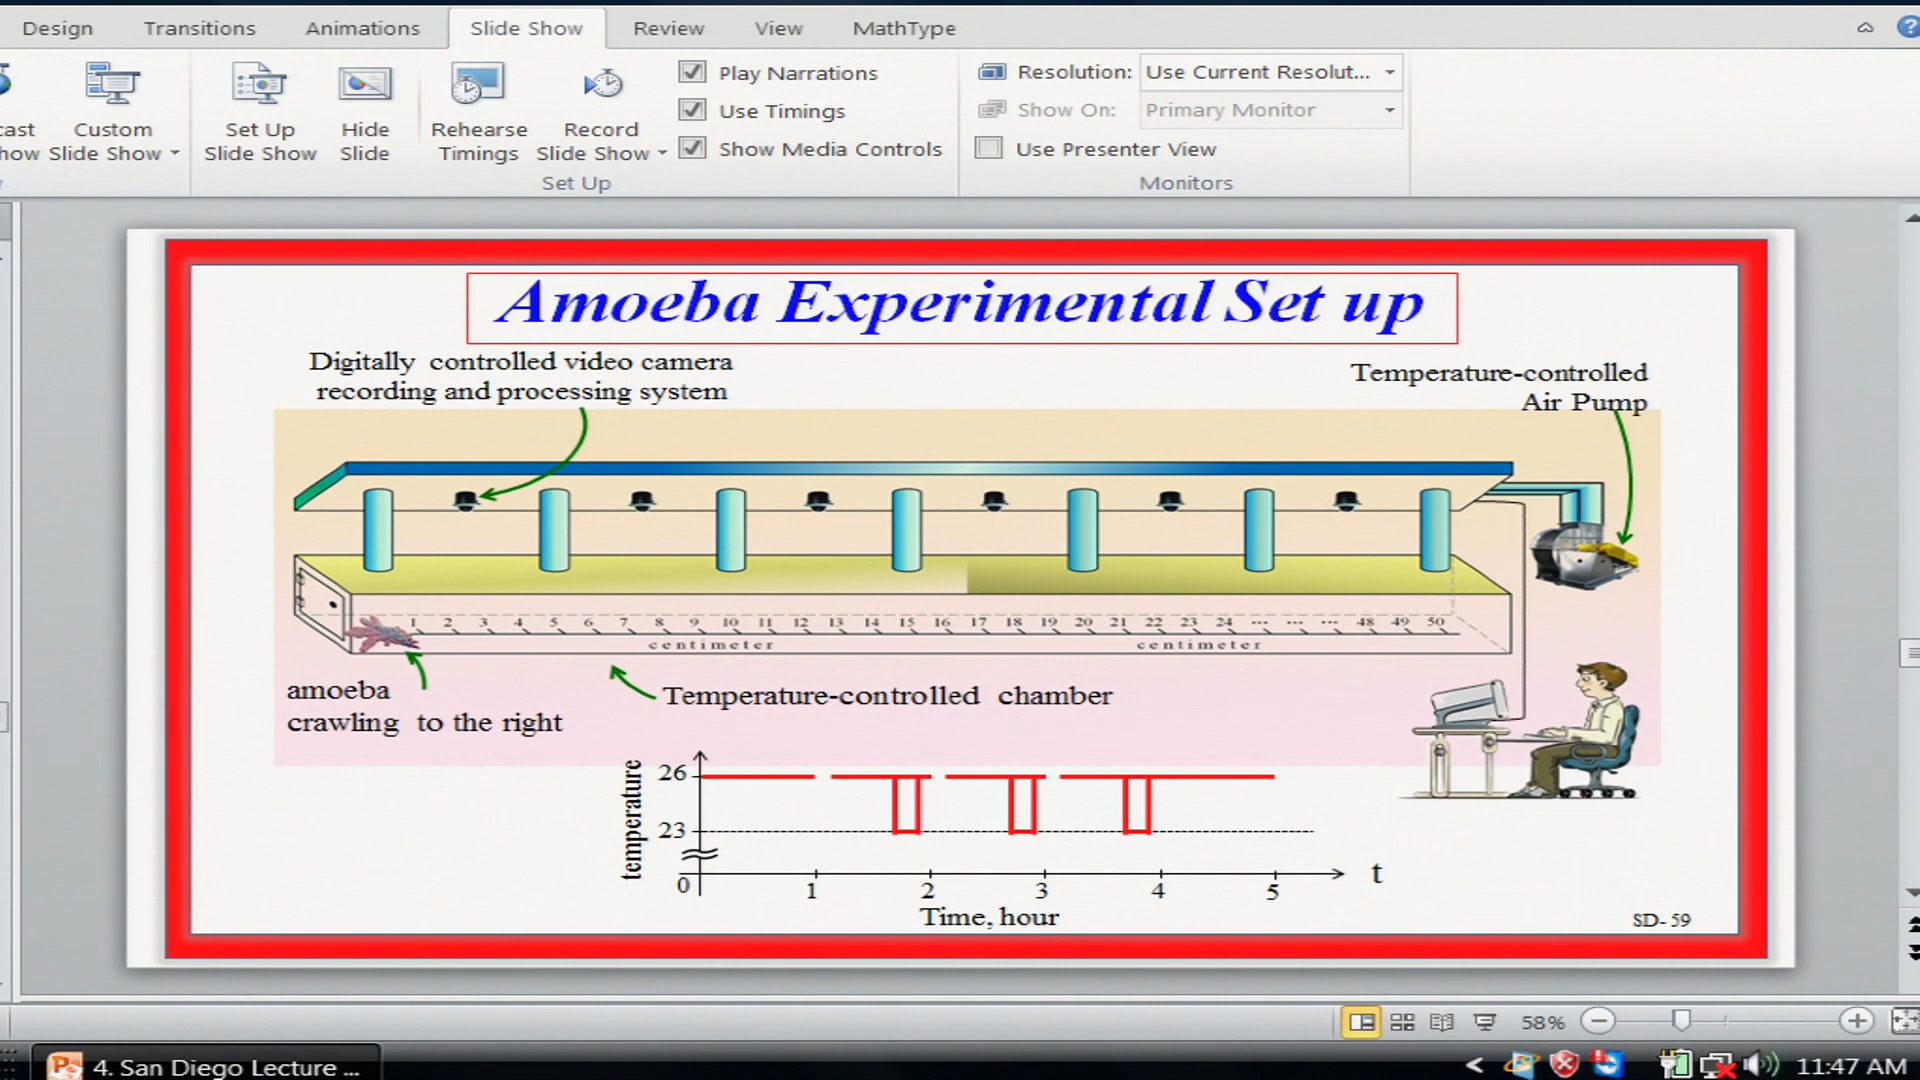 Design Transitions Animations Slide Show Review View MathType
Play Narrations
Resolution: Use Current Resolut...
Custom
Slide Show
Set Up
Slide Show
Hide
Slide
Rehearse
Timings
Record
Slide Show
Use Timings
Show On: Primary Monitor
Show Media Controls
Use Presenter View
Set Up
Monitors
Amoeba Experimental Set up
Digitally controlled video camera
recording and processing system
Temperature-controlled
Air Pump
1 2 3 4 5 6 7 8 9 10 11 12 13 14 15 16 17 18 19 20 21 22 23 24 ... ... ... 48 49 50
centimeter centimeter
amoeba
crawling to the right
Temperature-controlled chamber
temperature
26
23
0
1 2 3 4 5
t
Time, hour
SD-59
58%
4. San Diego Lecture ...
11:47 AM